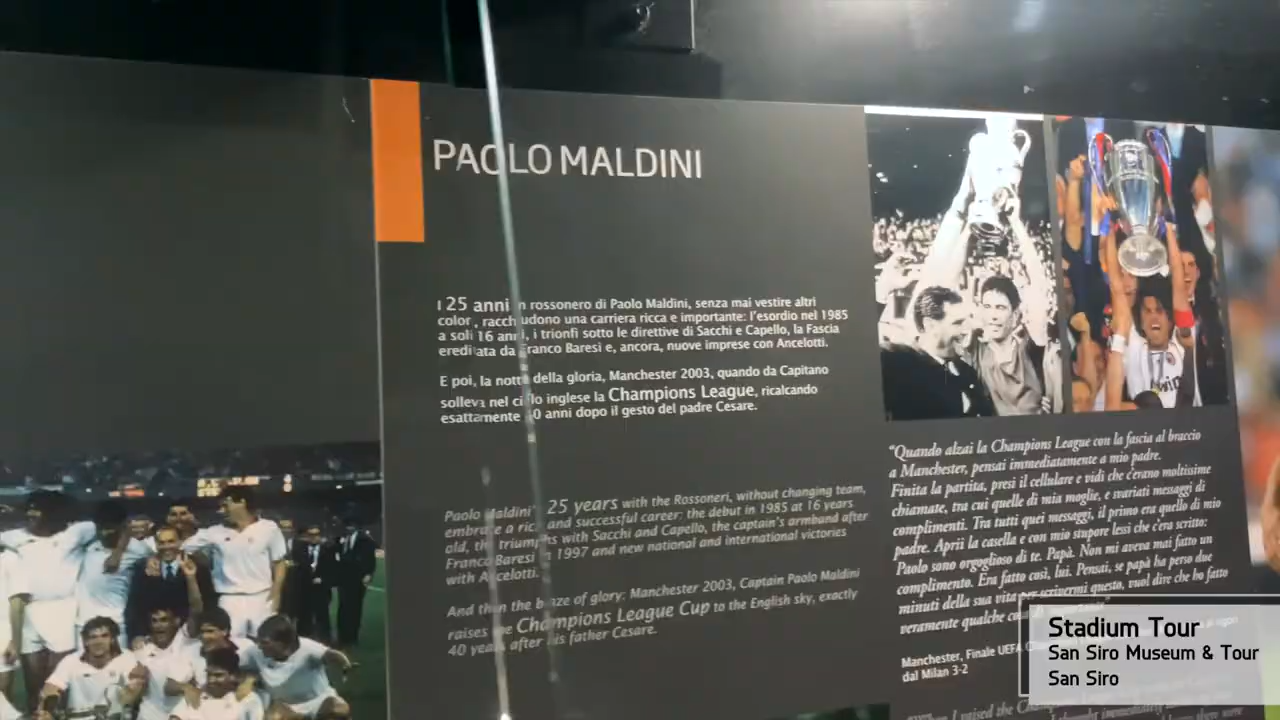 PAOLO MALDINI
I 25 anni in rossonero di Paolo Maldini, senza mai vestire altri
color, racchiudono una carriera ricca e importante: l'esordio nel 1985
a soli 16 anni, i trionfi sotto le direttive di Sacchi e Capello, la Fascia
ereditata da Franco Baresi e, ancora, nuove imprese con Ancelotti.
E poi, la notte della gloria, Manchester 2003, quando da Capitano
solleva nel cielo inglese la Champions League, ricalcando
esattamente 40 anni dopo il gesto del padre Cesare.
Paolo Maldini's 25 years with the Rossoneri, without changing team,
embrace a rich and successful career: the debut in 1985 at 16 years
old, the triumphs with Sacchi and Capello, the captain's armband after
Franco Baresi in 1997 and new national and international victories
with Ancelotti.
And then the blaze of glory: Manchester 2003, Captain Paolo Maldini
raises the Champions League Cup to the English sky, exactly
40 years after his father Cesare.
"Quando alzai la Champions League con la fascia al braccio
a Manchester, pensai immediatamente a mio padre.
Finita la partita, presi il cellulare e vidi che c'erano moltissime
chiamate, tra cui quelle di mia moglie, e svariati messaggi di
complimenti. Tra tutti quei messaggi, il primo era quello di mio
padre. Aprii la casella e con mio stupore lessi che c'era scritto:
Paolo sono orgoglioso di te. Papà. Non mi aveva mai fatto un
complimento. Era fatto così, lui. Pensai, se papà ha perso due
minuti della sua vita per scrivermi questo, vuol dire che ho fatto
veramente qualche
Manchester, Finale UEFA
dal Milan 3-2
I raised the
Stadium Tour
San Siro Museum & Tour
San Siro